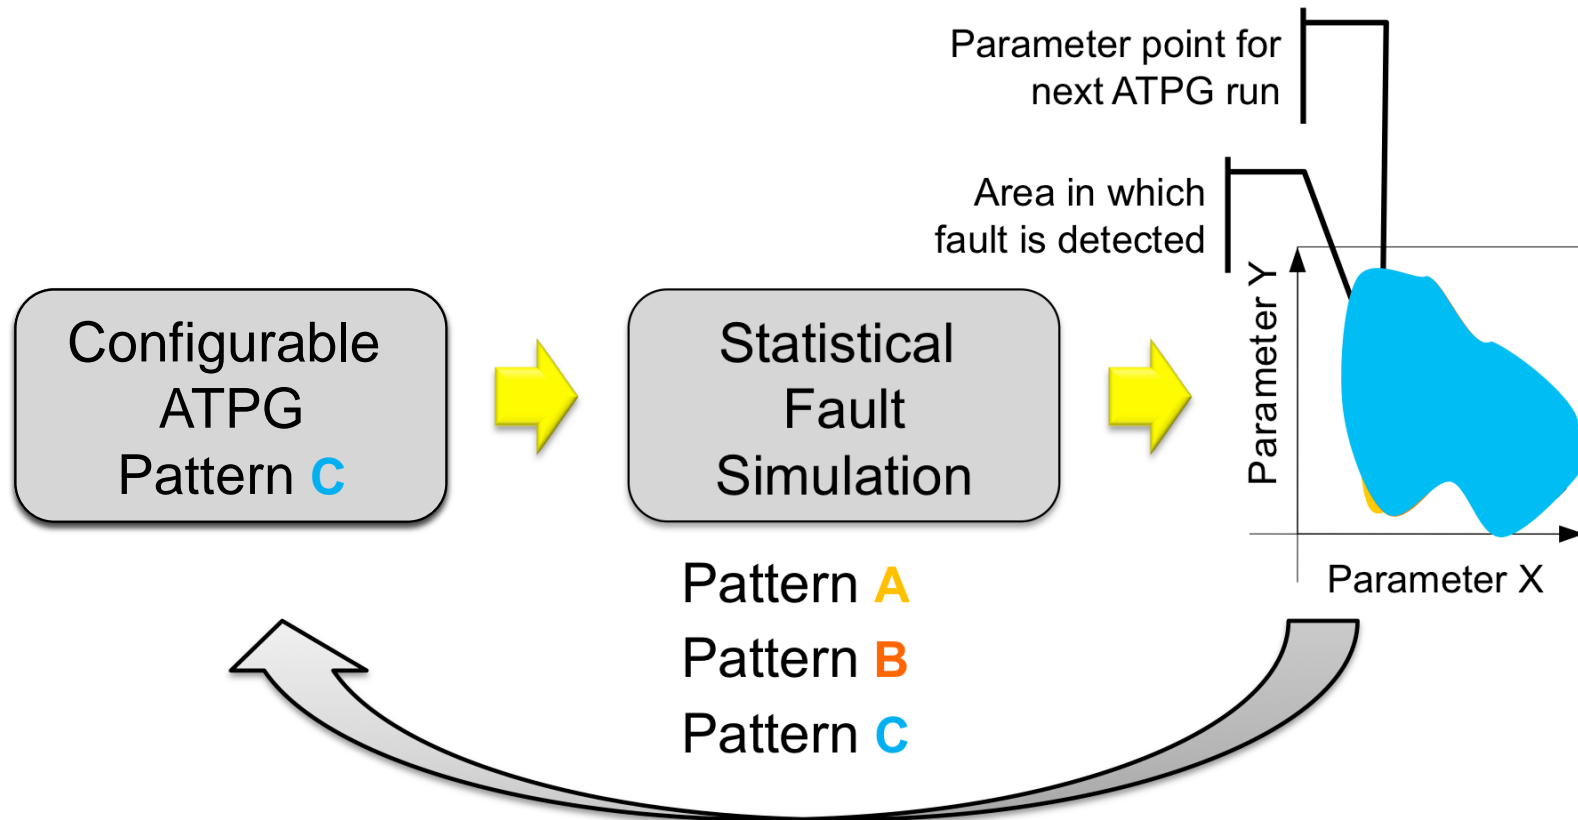 Parameter point for
next ATPG run
Area in which
fault is detected
Configurable
ATPG
Pattern C
Statistical
Fault
Simulation
Parameter Y
Parameter X
Pattern A
Pattern B
Pattern C